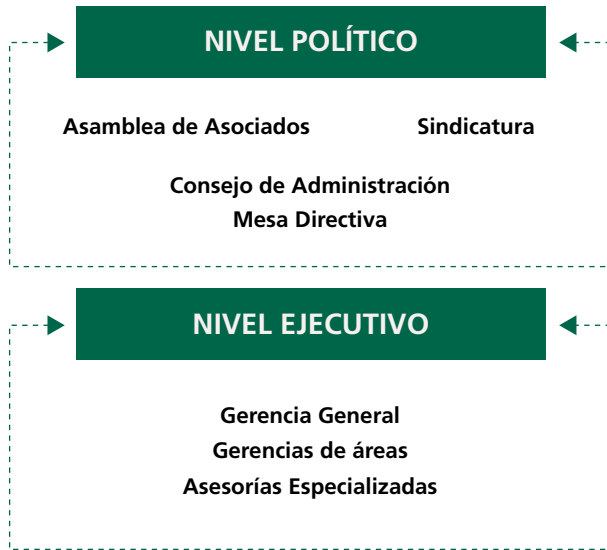 NIVEL POLÍTICO
Asamblea de Asociados Sindicatura
Consejo de Administración
Mesa Directiva
NIVEL EJECUTIVO
Gerencia General
Gerencias de áreas
Asesorías Especializadas